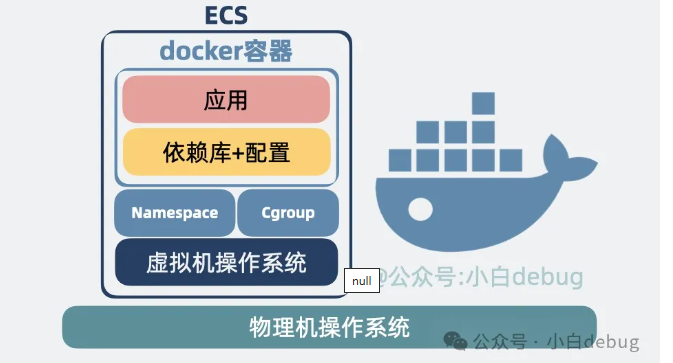 ECS
docker容器
应用
依赖库+配置
Namespace
Cgroup
虚拟机操作系统
null
@公众号:小白debug
物理机操作系统
公众号 · 小白debug